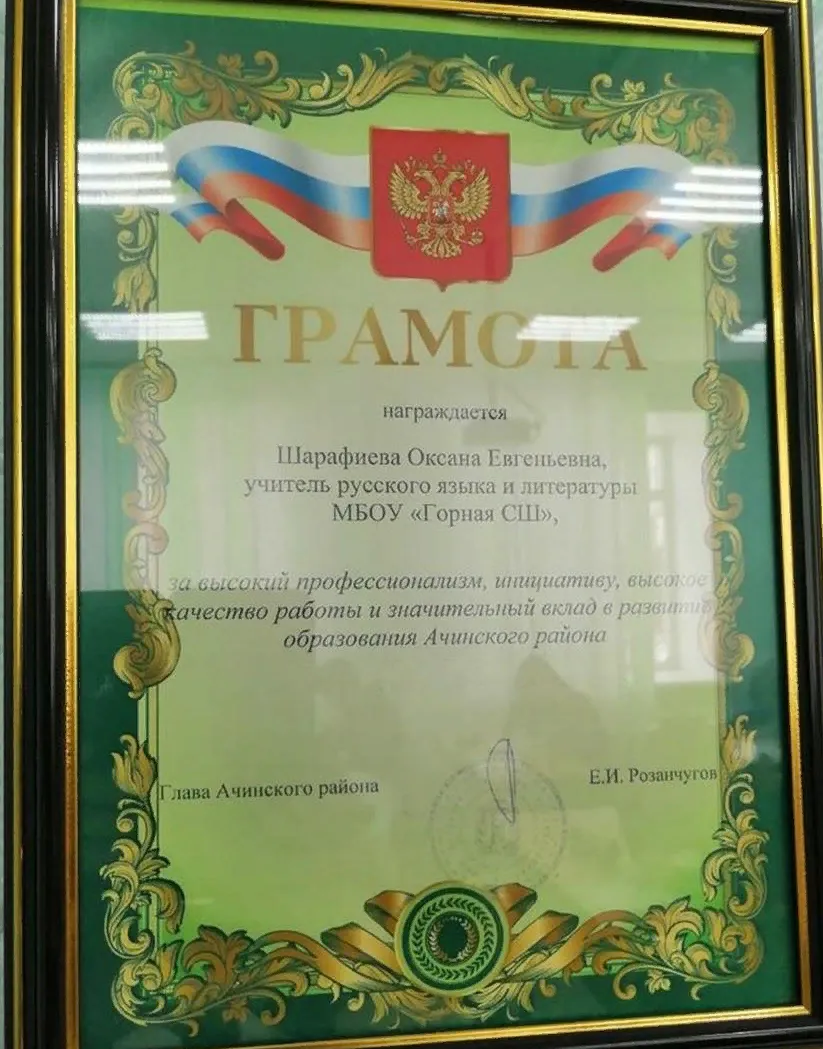 ГРАМОТА
награждается
Шарафиева Оксана Евгеньевна,
учитель русского языка и литературы
МБОУ «Горная СШ»,
за высокий профессионализм, инициативу, высокое
качество работы и значительный вклад в развитие
образования Ачинского района
Глава Ачинского района
Е.И. Розанчугов